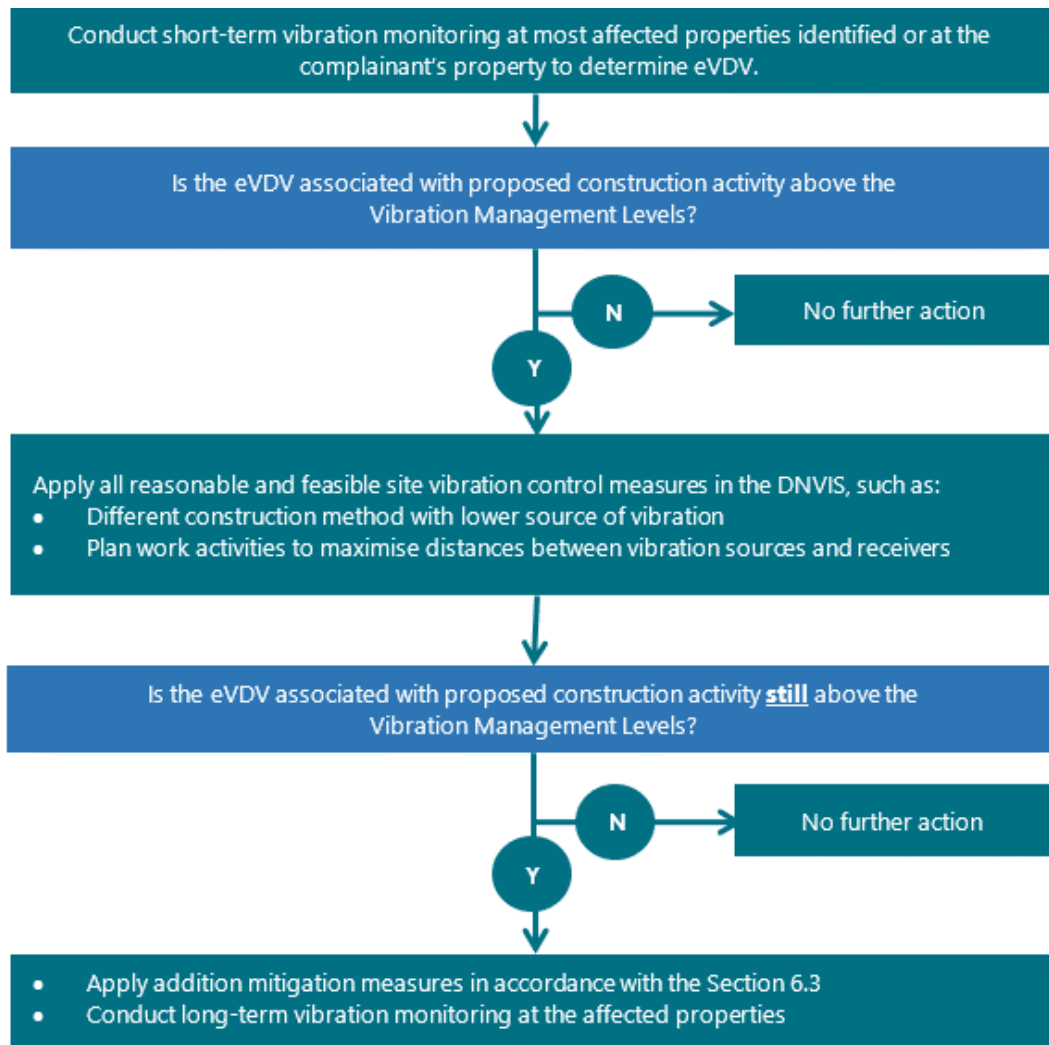 Conduct short-term vibration monitoring at most affected properties identified or at the
complainant's property to determine eVDV.
Is the eVDV associated with proposed construction activity above the
Vibration Management Levels?
N
No further action
Y
Apply all reasonable and feasible site vibration control measures in the DNVIS, such as:
• Different construction method with lower source of vibration
• Plan work activities to maximise distances between vibration sources and receivers
Is the eVDV associated with proposed construction activity still above the
Vibration Management Levels?
N
No further action
Y
• Apply addition mitigation measures in accordance with the Section 6.3
• Conduct long-term vibration monitoring at the affected properties